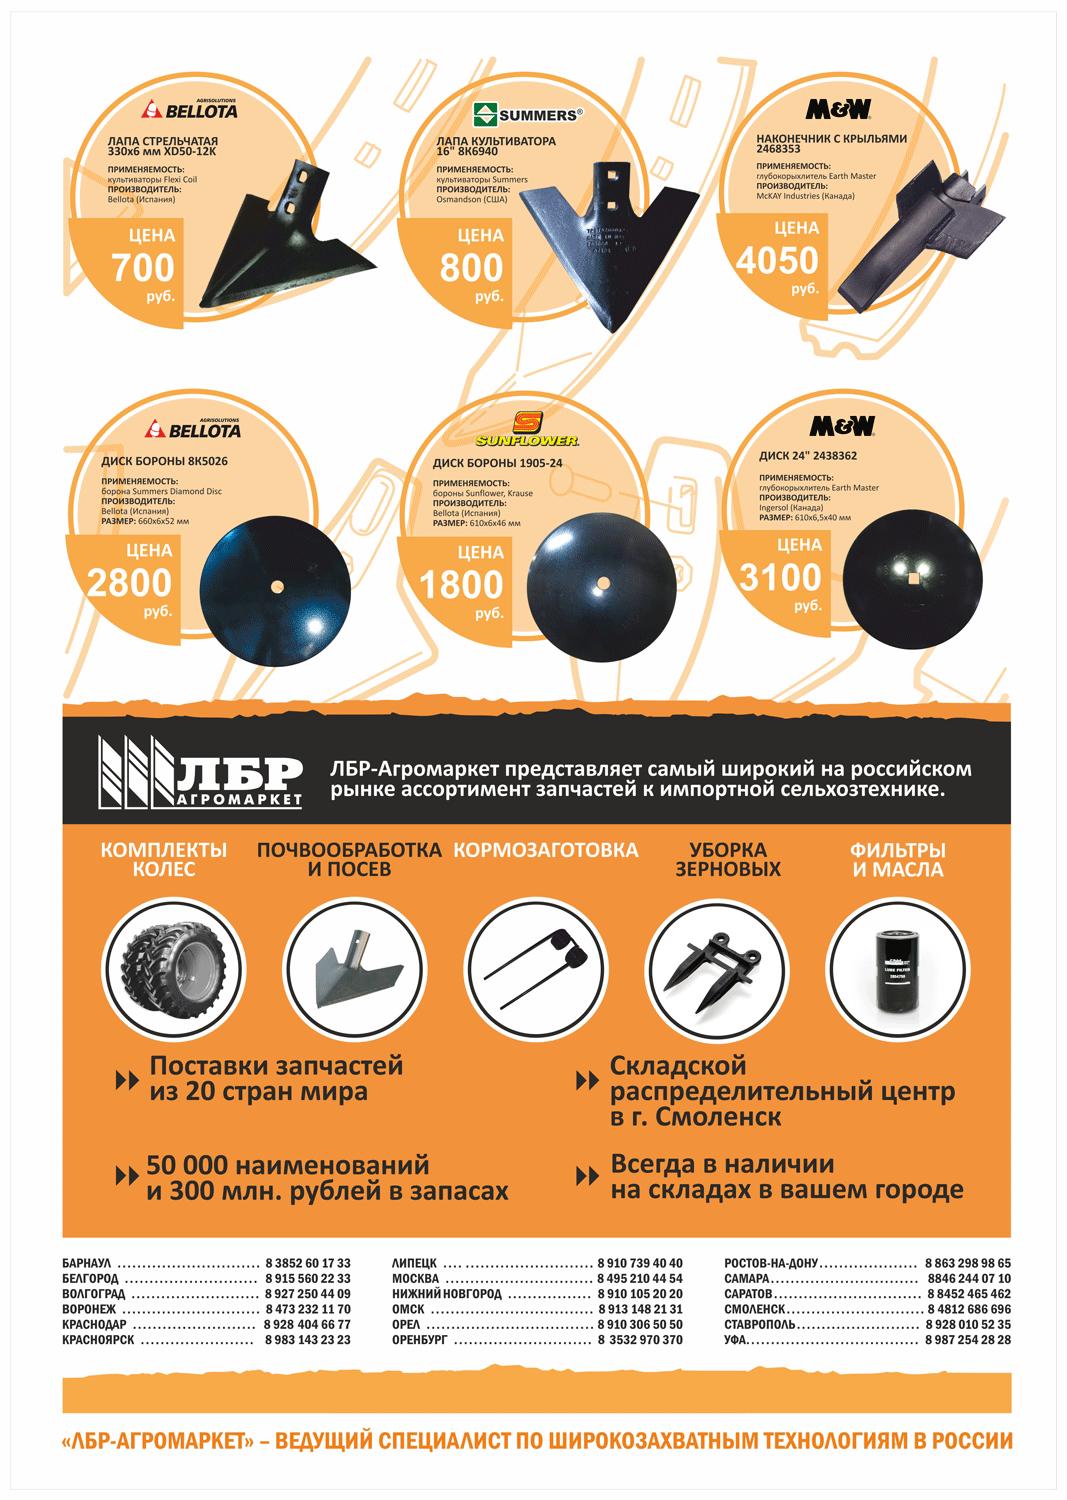 AGRISOLUTIONS
BELLOTA
ЛАПА СТРЕЛЬЧАТАЯ
330x6 мм XD50-12K
ПРИМЕНЯЕМОСТЬ:
культиваторы Flexi Coil
ПРОИЗВОДИТЕЛЬ:
Bellota (Испания)
ЦЕНА
700
руб.
SUMMERS®
ЛАПА КУЛЬТИВАТОРА
16" 8K6940
ПРИМЕНЯЕМОСТЬ:
культиваторы Summers
ПРОИЗВОДИТЕЛЬ:
Osmandson (США)
ЦЕНА
800
руб.
M&W
НАКОНЕЧНИК С КРЫЛЬЯМИ
2468353
ПРИМЕНЯЕМОСТЬ:
глубокорыхлитель Earth Master
ПРОИЗВОДИТЕЛЬ:
McKAY Industries (Канада)
ЦЕНА
4050
руб.
AGRISOLUTIONS
BELLOTA
ДИСК БОРОНЫ 8K5026
ПРИМЕНЯЕМОСТЬ:
борона Summers Diamond Disc
ПРОИЗВОДИТЕЛЬ:
Bellota (Испания)
РАЗМЕР: 660x6x52 мм
ЦЕНА
2800
руб.
S
SUNFLOWER
ДИСК БОРОНЫ 1905-24
ПРИМЕНЯЕМОСТЬ:
бороны Sunflower, Krause
ПРОИЗВОДИТЕЛЬ:
Bellota (Испания)
РАЗМЕР: 610x6x46 мм
ЦЕНА
1800
руб.
M&W
ДИСК 24" 2438362
ПРИМЕНЯЕМОСТЬ:
глубокорыхлитель Earth Master
ПРОИЗВОДИТЕЛЬ:
Ingersol (Канада)
РАЗМЕР: 610x6,5x40 мм
ЦЕНА
3100
руб.
ЛБР
АГРОМАРКЕТ
ЛБР-Агромаркет представляет самый широкий на российском
рынке ассортимент запчастей к импортной сельхозтехнике.
КОМПЛЕКТЫ
КОЛЕС
ПОЧВООБРАБОТКА
И ПОСЕВ
КОРМОЗАГОТОВКА
УБОРКА
ЗЕРНОВЫХ
ФИЛЬТРЫ
И МАСЛА
LUBE FILTER
Поставки запчастей
из 20 стран мира
Складской
распределительный центр
в г. Смоленск
50 000 наименований
и 300 млн. рублей в запасах
Всегда в наличии
на складах в вашем городе
БАРНАУЛ ................................ 8 3852 60 17 33
БЕЛГОРОД .............................. 8 915 560 22 33
ВОЛГОГРАД ............................ 8 927 250 44 09
ВОРОНЕЖ .............................. 8 473 232 11 70
КРАСНОДАР ........................... 8 928 404 66 77
КРАСНОЯРСК ......................... 8 983 143 23 23
ЛИПЕЦК ................................ 8 910 739 40 40
МОСКВА ................................ 8 495 210 44 54
НИЖНИЙ НОВГОРОД ................... 8 910 105 20 20
ОМСК ................................... 8 913 148 21 31
ОРЕЛ ................................... 8 910 306 50 50
ОРЕНБУРГ ............................. 8 3532 970 370
РОСТОВ-НА-ДОНУ ...................... 8 863 298 98 65
САМАРА ................................ 8846 244 07 10
САРАТОВ ............................... 8 8452 465 462
СМОЛЕНСК ............................. 8 4812 686 696
СТАВРОПОЛЬ .......................... 8 928 010 52 35
УФА ..................................... 8 987 254 28 28
«ЛБР-АГРОМАРКЕТ» – ВЕДУЩИЙ СПЕЦИАЛИСТ ПО ШИРОКОЗАХВАТНЫМ ТЕХНОЛОГИЯМ В РОССИИ